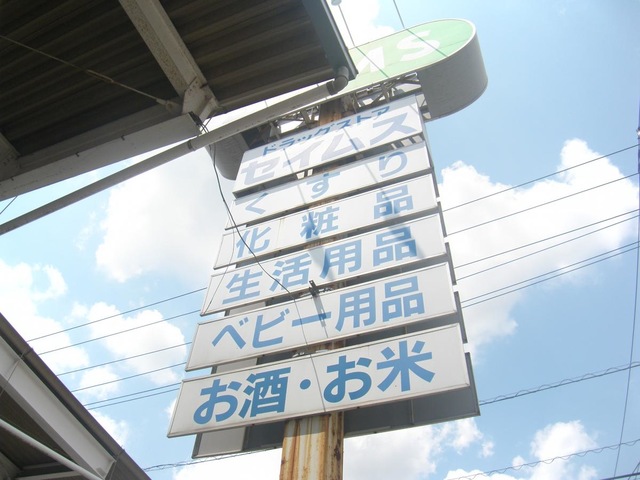 MS
ドラッグストア
セイムス
くすり
化粧品
生活用品
ベビー用品
お酒・お米